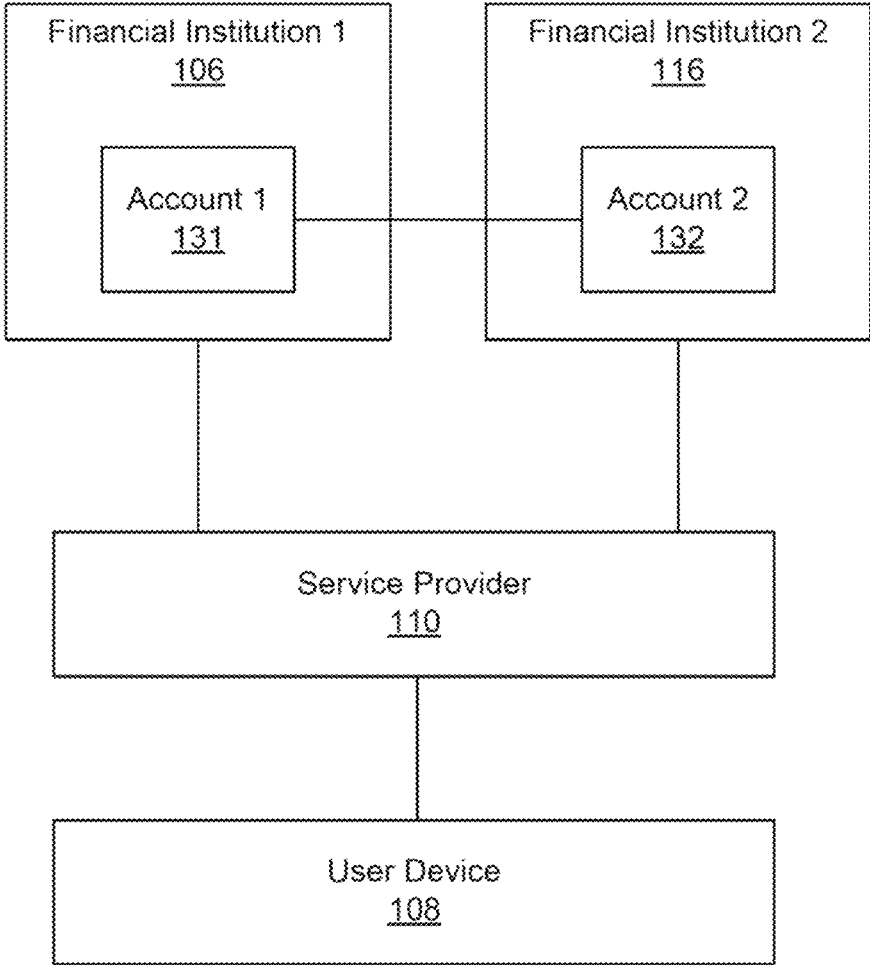 Financial Institution 1
106
Financial Institution 2
116
Account 1
131
Account 2
132
Service Provider
110
User Device
108